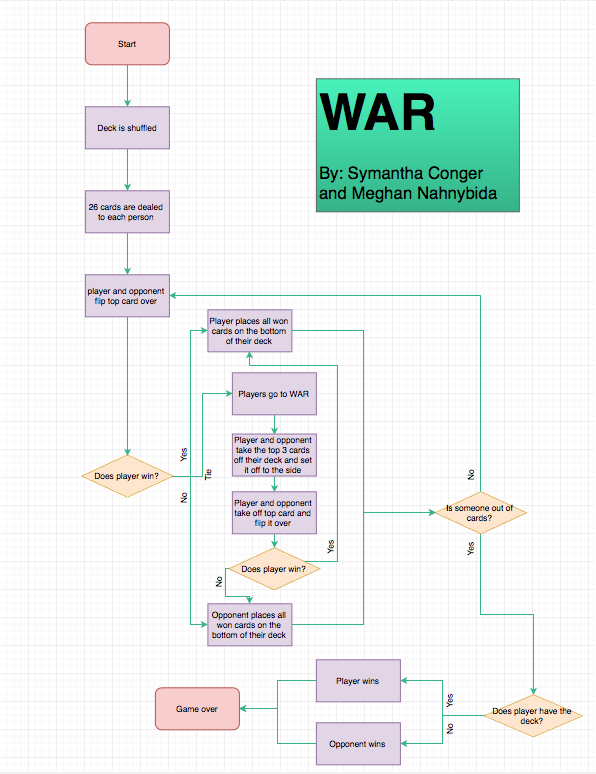 Start
WAR
By: Symantha Conger
and Meghan Nahnybida
Deck is shuffled
26 cards are dealed
to each person
player and opponent
flip top card over
Player places all won
cards on the bottom
of their deck
Players go to WAR
Player and opponent
take the top 3 cards
off their deck and set
it off to the side
Does player win?
Yes
No
Tie
Player and opponent
take off top card and
flip it over
Does player win?
Yes
No
Opponent places all
won cards on the
bottom of their deck
Is someone out of
cards?
No
Yes
Does player have the
deck?
Yes
No
Player wins
Opponent wins
Game over